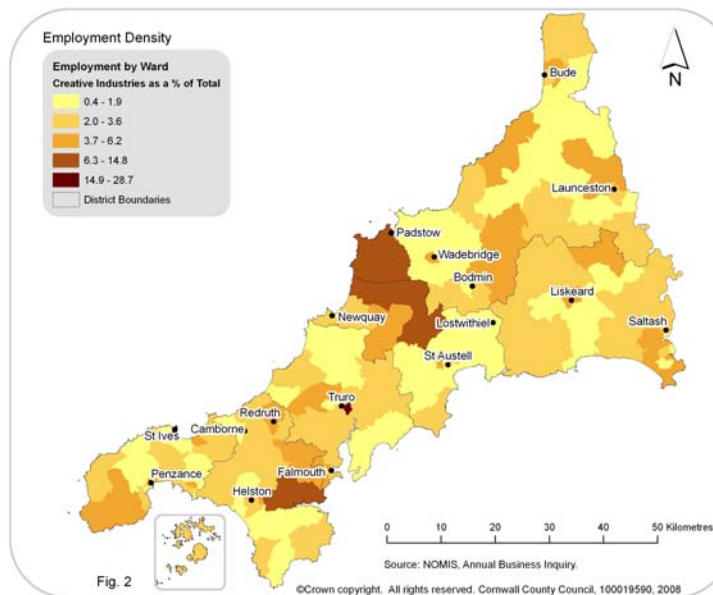 Employment Density
Employment by Ward
Creative Industries as a % of Total
0.4 - 1.9
2.0 - 3.6
3.7 - 6.2
6.3 - 14.8
14.9 - 28.7
District Boundaries
N
Bude
Launceston
Padstow
Wadebridge
Bodmin
Liskeard
Newquay
Lostwithiel
Saltash
St Austell
Truro
Redruth
Camborne
St Ives
Penzance
Falmouth
Helston
0 10 20 30 40 50 Kilometres
Source: NOMIS, Annual Business Inquiry.
Fig. 2
©Crown copyright. All rights reserved. Cornwall County Council, 100019590, 2008